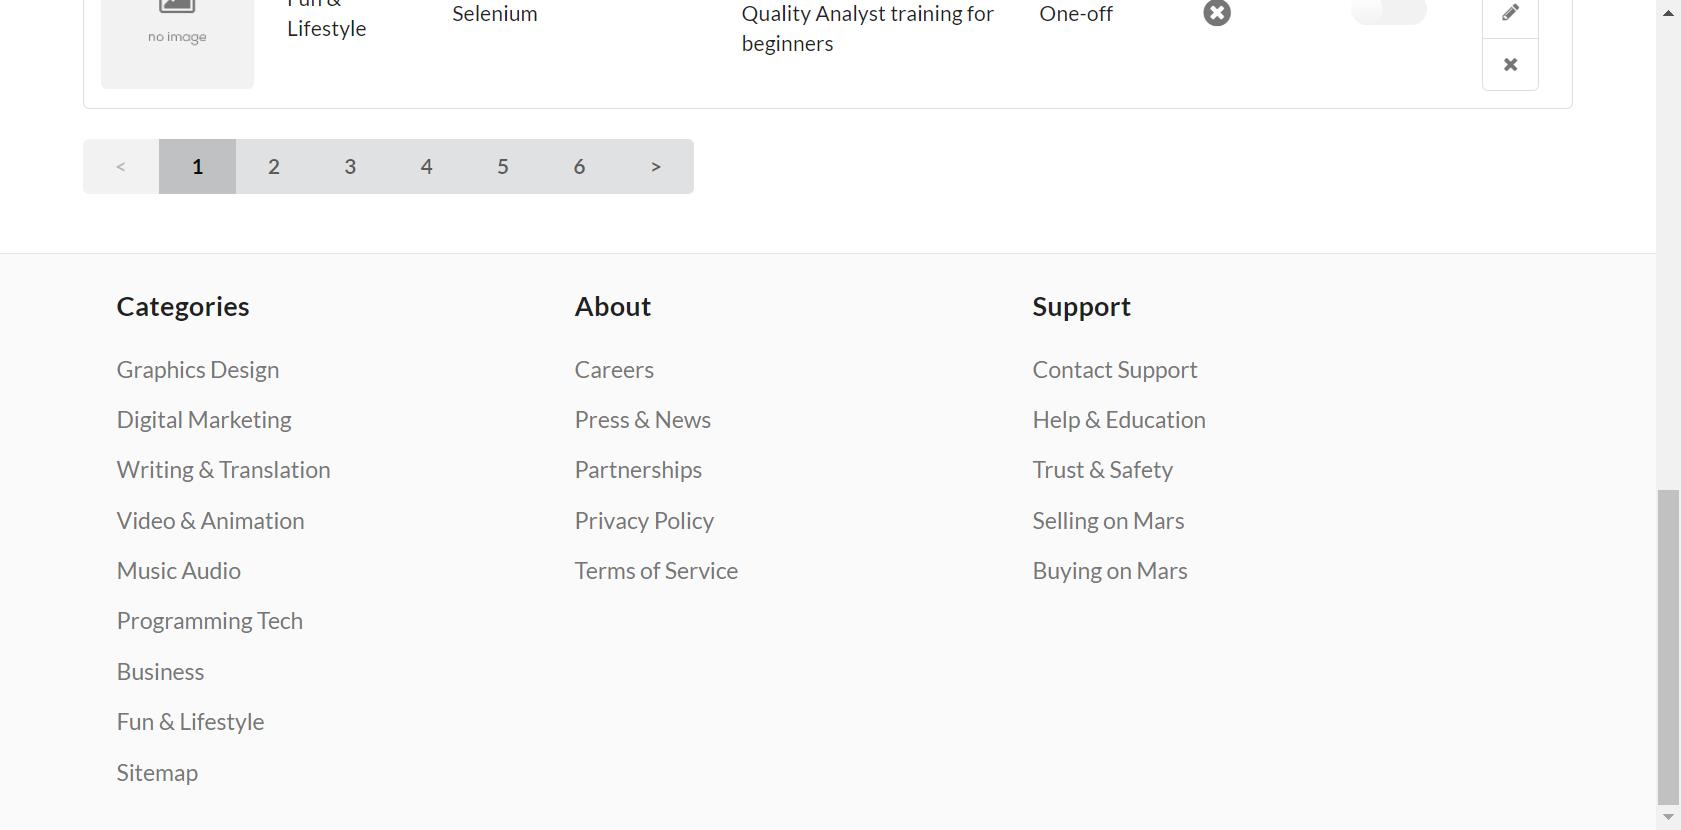 Fun &
Lifestyle
Selenium
Quality Analyst training for
beginners
One-off
no image
< 1 2 3 4 5 6 >
Categories
Graphics Design
Digital Marketing
Writing & Translation
Video & Animation
Music Audio
Programming Tech
Business
Fun & Lifestyle
Sitemap
About
Careers
Press & News
Partnerships
Privacy Policy
Terms of Service
Support
Contact Support
Help & Education
Trust & Safety
Selling on Mars
Buying on Mars